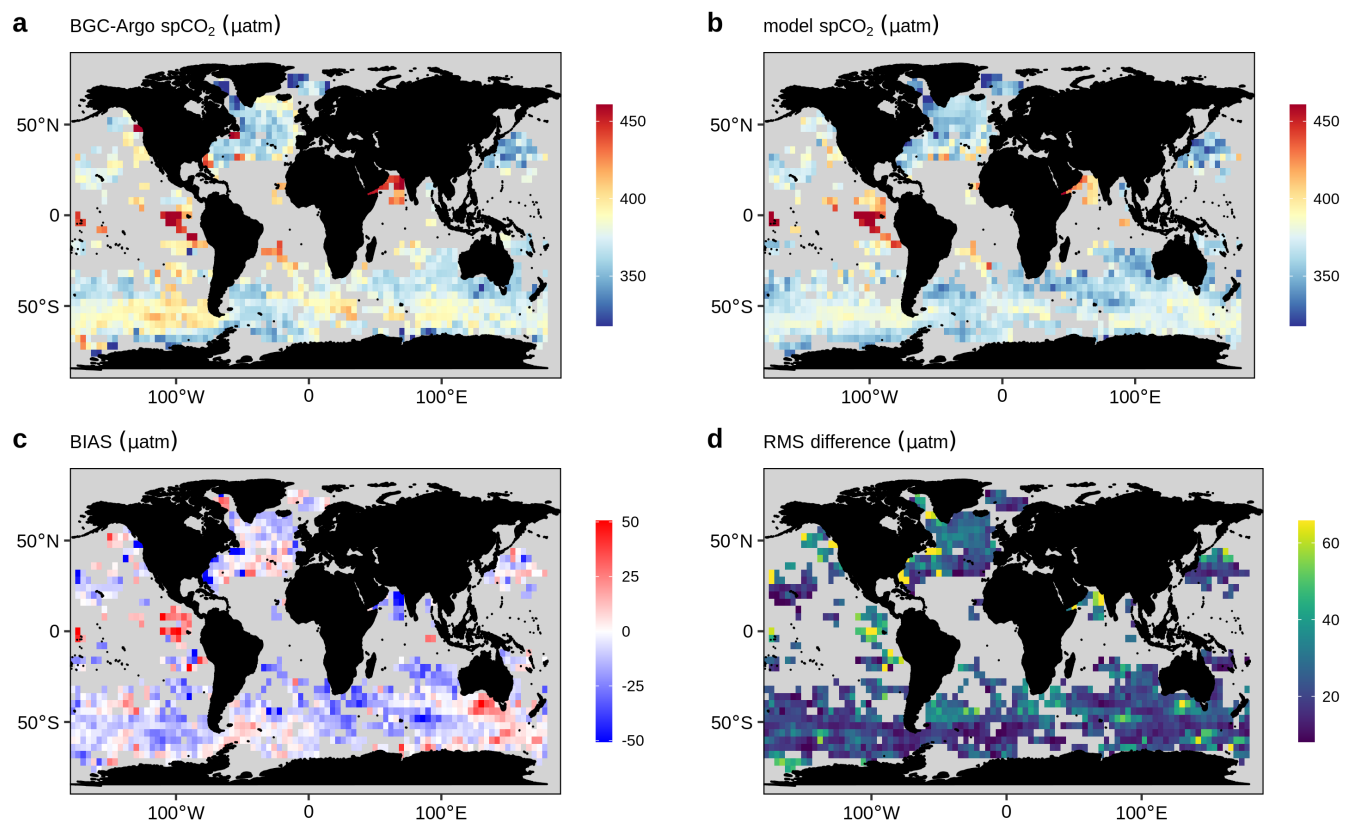 a BGC-Argo spCO₂ (µatm)
50°N
0
50°S
100°W 0 100°E
450
400
350
b model spCO₂ (µatm)
50°N
0
50°S
100°W 0 100°E
450
400
350
c BIAS (µatm)
50°N
0
50°S
100°W 0 100°E
50
25
0
-25
-50
d RMS difference (µatm)
50°N
0
50°S
100°W 0 100°E
60
40
20